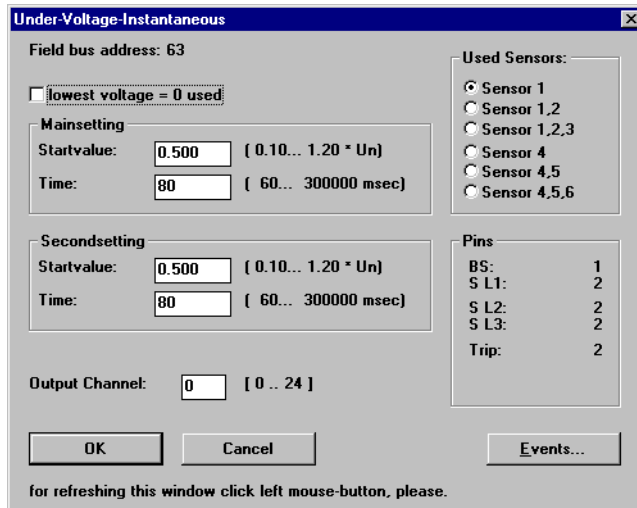 Under-Voltage-Instantaneous
Field bus address: 63
lowest voltage = 0 used
Mainsetting
Startvalue: 0.500 ( 0.10... 1.20 * Un)
Time: 80 ( 60... 300000 msec)
Secondsetting
Startvalue: 0.500 ( 0.10... 1.20 * Un)
Time: 80 ( 60... 300000 msec)
Output Channel: 0 [ 0 .. 24 ]
Used Sensors:
Sensor 1
Sensor 1,2
Sensor 1,2,3
Sensor 4
Sensor 4,5
Sensor 4,5,6
Pins
BS: 1
S L1: 2
S L2: 2
S L3: 2
Trip: 2
OK Cancel Events...
for refreshing this window click left mouse-button, please.